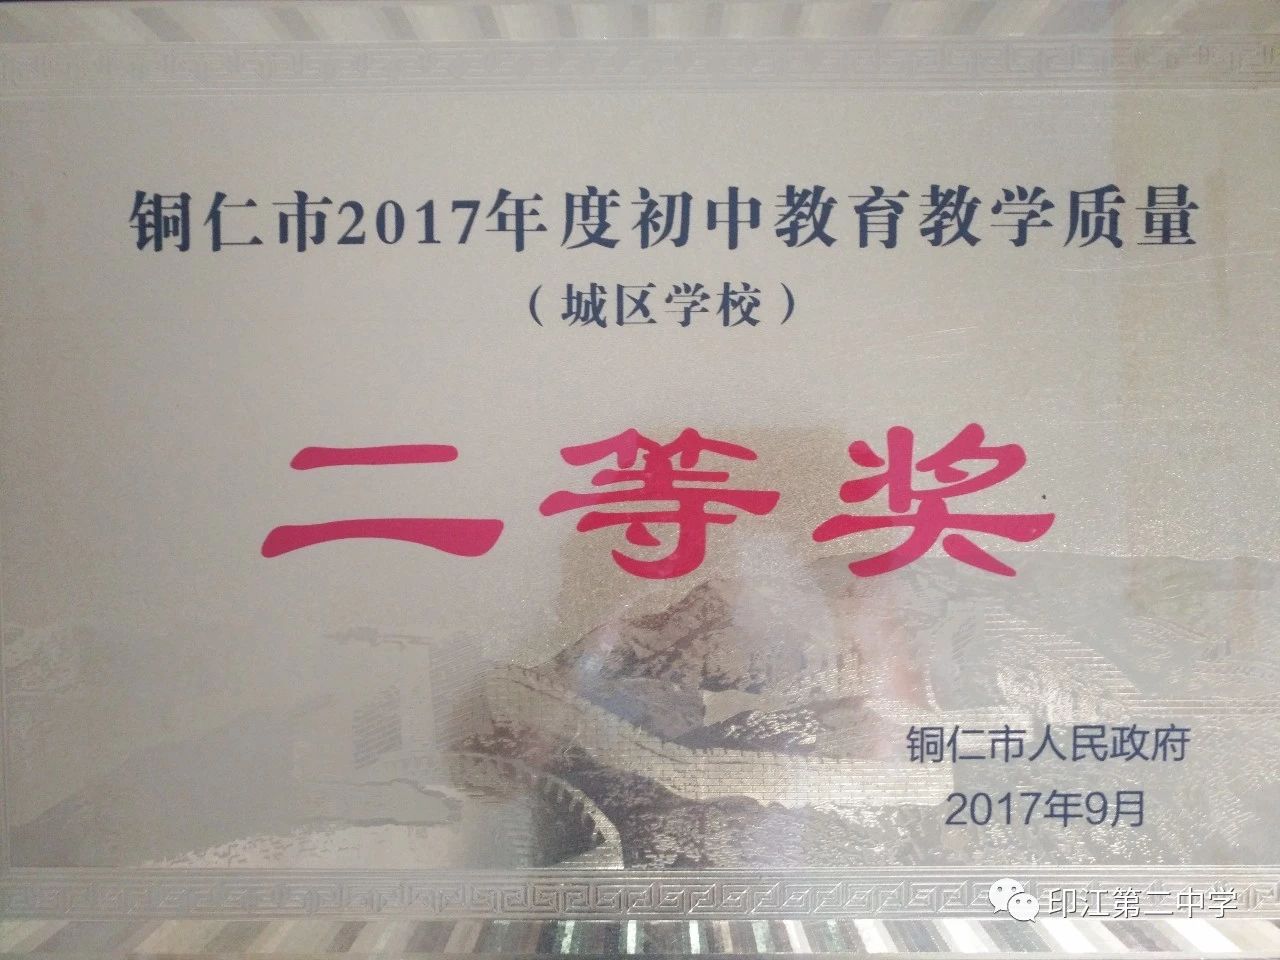 铜仁市2017年度初中教育教学质量
（城区学校）
二等奖
铜仁市人民政府
2017年9月
印江第二中学